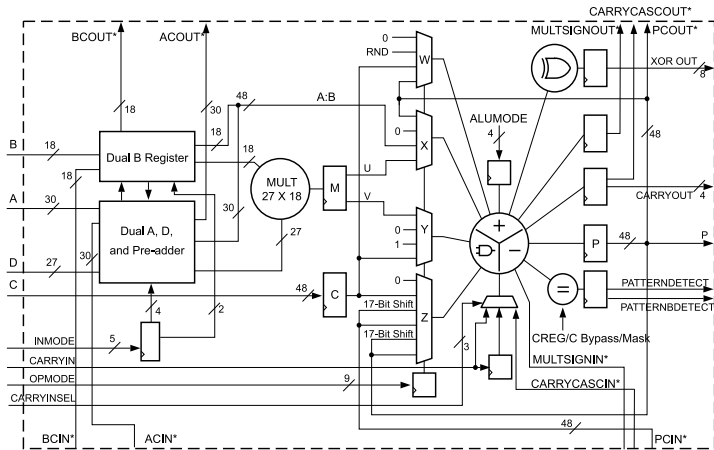 CARRYCASCOUT*
BCOUT*
ACOUT*
MULTSIGNOUT*
PCOUT*
0
RND
W
XOR OUT
8
18
30
A:B
48
18
0
X
ALUMODE
4
48
B
18
Dual B Register
18
18
MULT
27 X 18
M
U
V
A
30
30
Dual A, D,
and Pre-adder
30
27
0
1
Y
CARRYOUT
4
+
−
P
48
P
D
27
C
48
C
0
17-Bit Shift
17-Bit Shift
Z
=
PATTERNDETECT
PATTERNBDETECT
4
2
3
CREG/C Bypass/Mask
INMODE
5
CARRYIN
OPMODE
9
CARRYINSEL
MULTSIGNIN*
CARRYCASCIN*
48
BCIN*
ACIN*
PCIN*